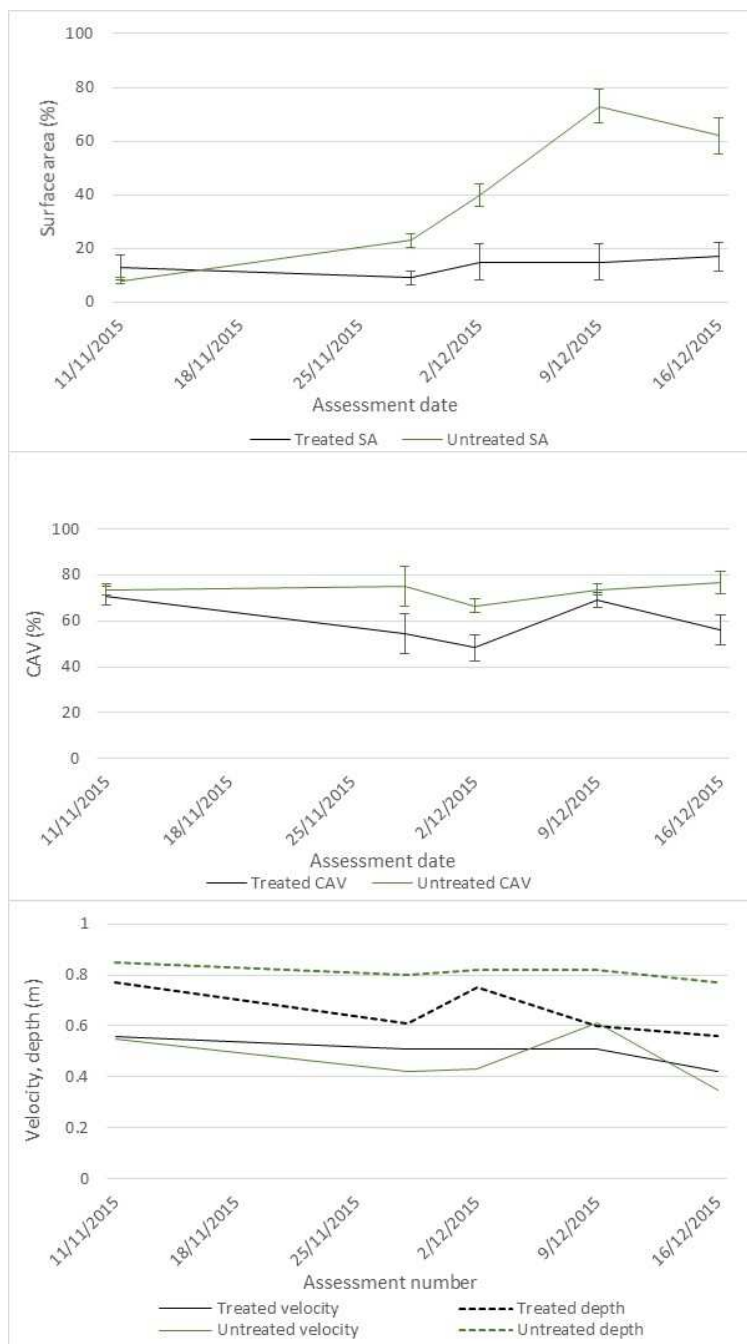 100
80
60
40
20
0
Surface area (%)
11/11/2015
18/11/2015
25/11/2015
2/12/2015
9/12/2015
16/12/2015
Assessment date
Treated SA
Untreated SA
100
80
60
40
20
0
CAV (%)
11/11/2015
18/11/2015
25/11/2015
2/12/2015
9/12/2015
16/12/2015
Assessment date
Treated CAV
Untreated CAV
1
0.8
0.6
0.4
0.2
0
Velocity, depth (m)
11/11/2015
18/11/2015
25/11/2015
2/12/2015
9/12/2015
16/12/2015
Assessment number
Treated velocity
Treated depth
Untreated velocity
Untreated depth